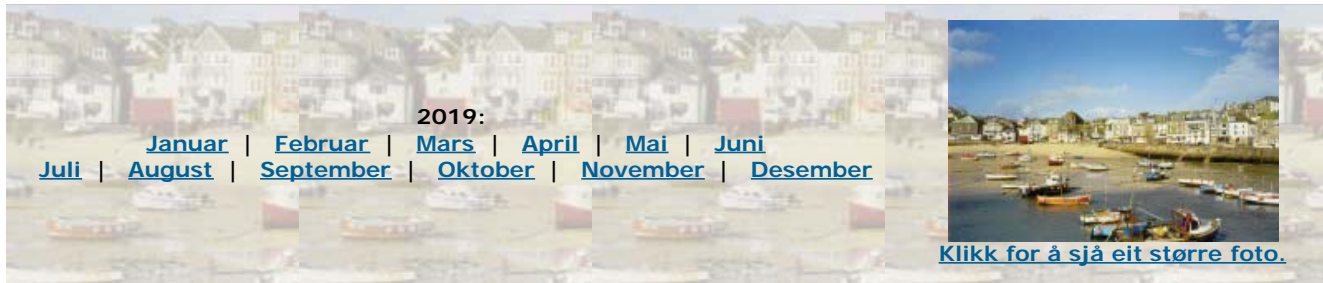 2019:
Januar | Februar | Mars | April | Mai | Juni
Juli | August | September | Oktober | November | Desember
Klikk for å sjå eit større foto.